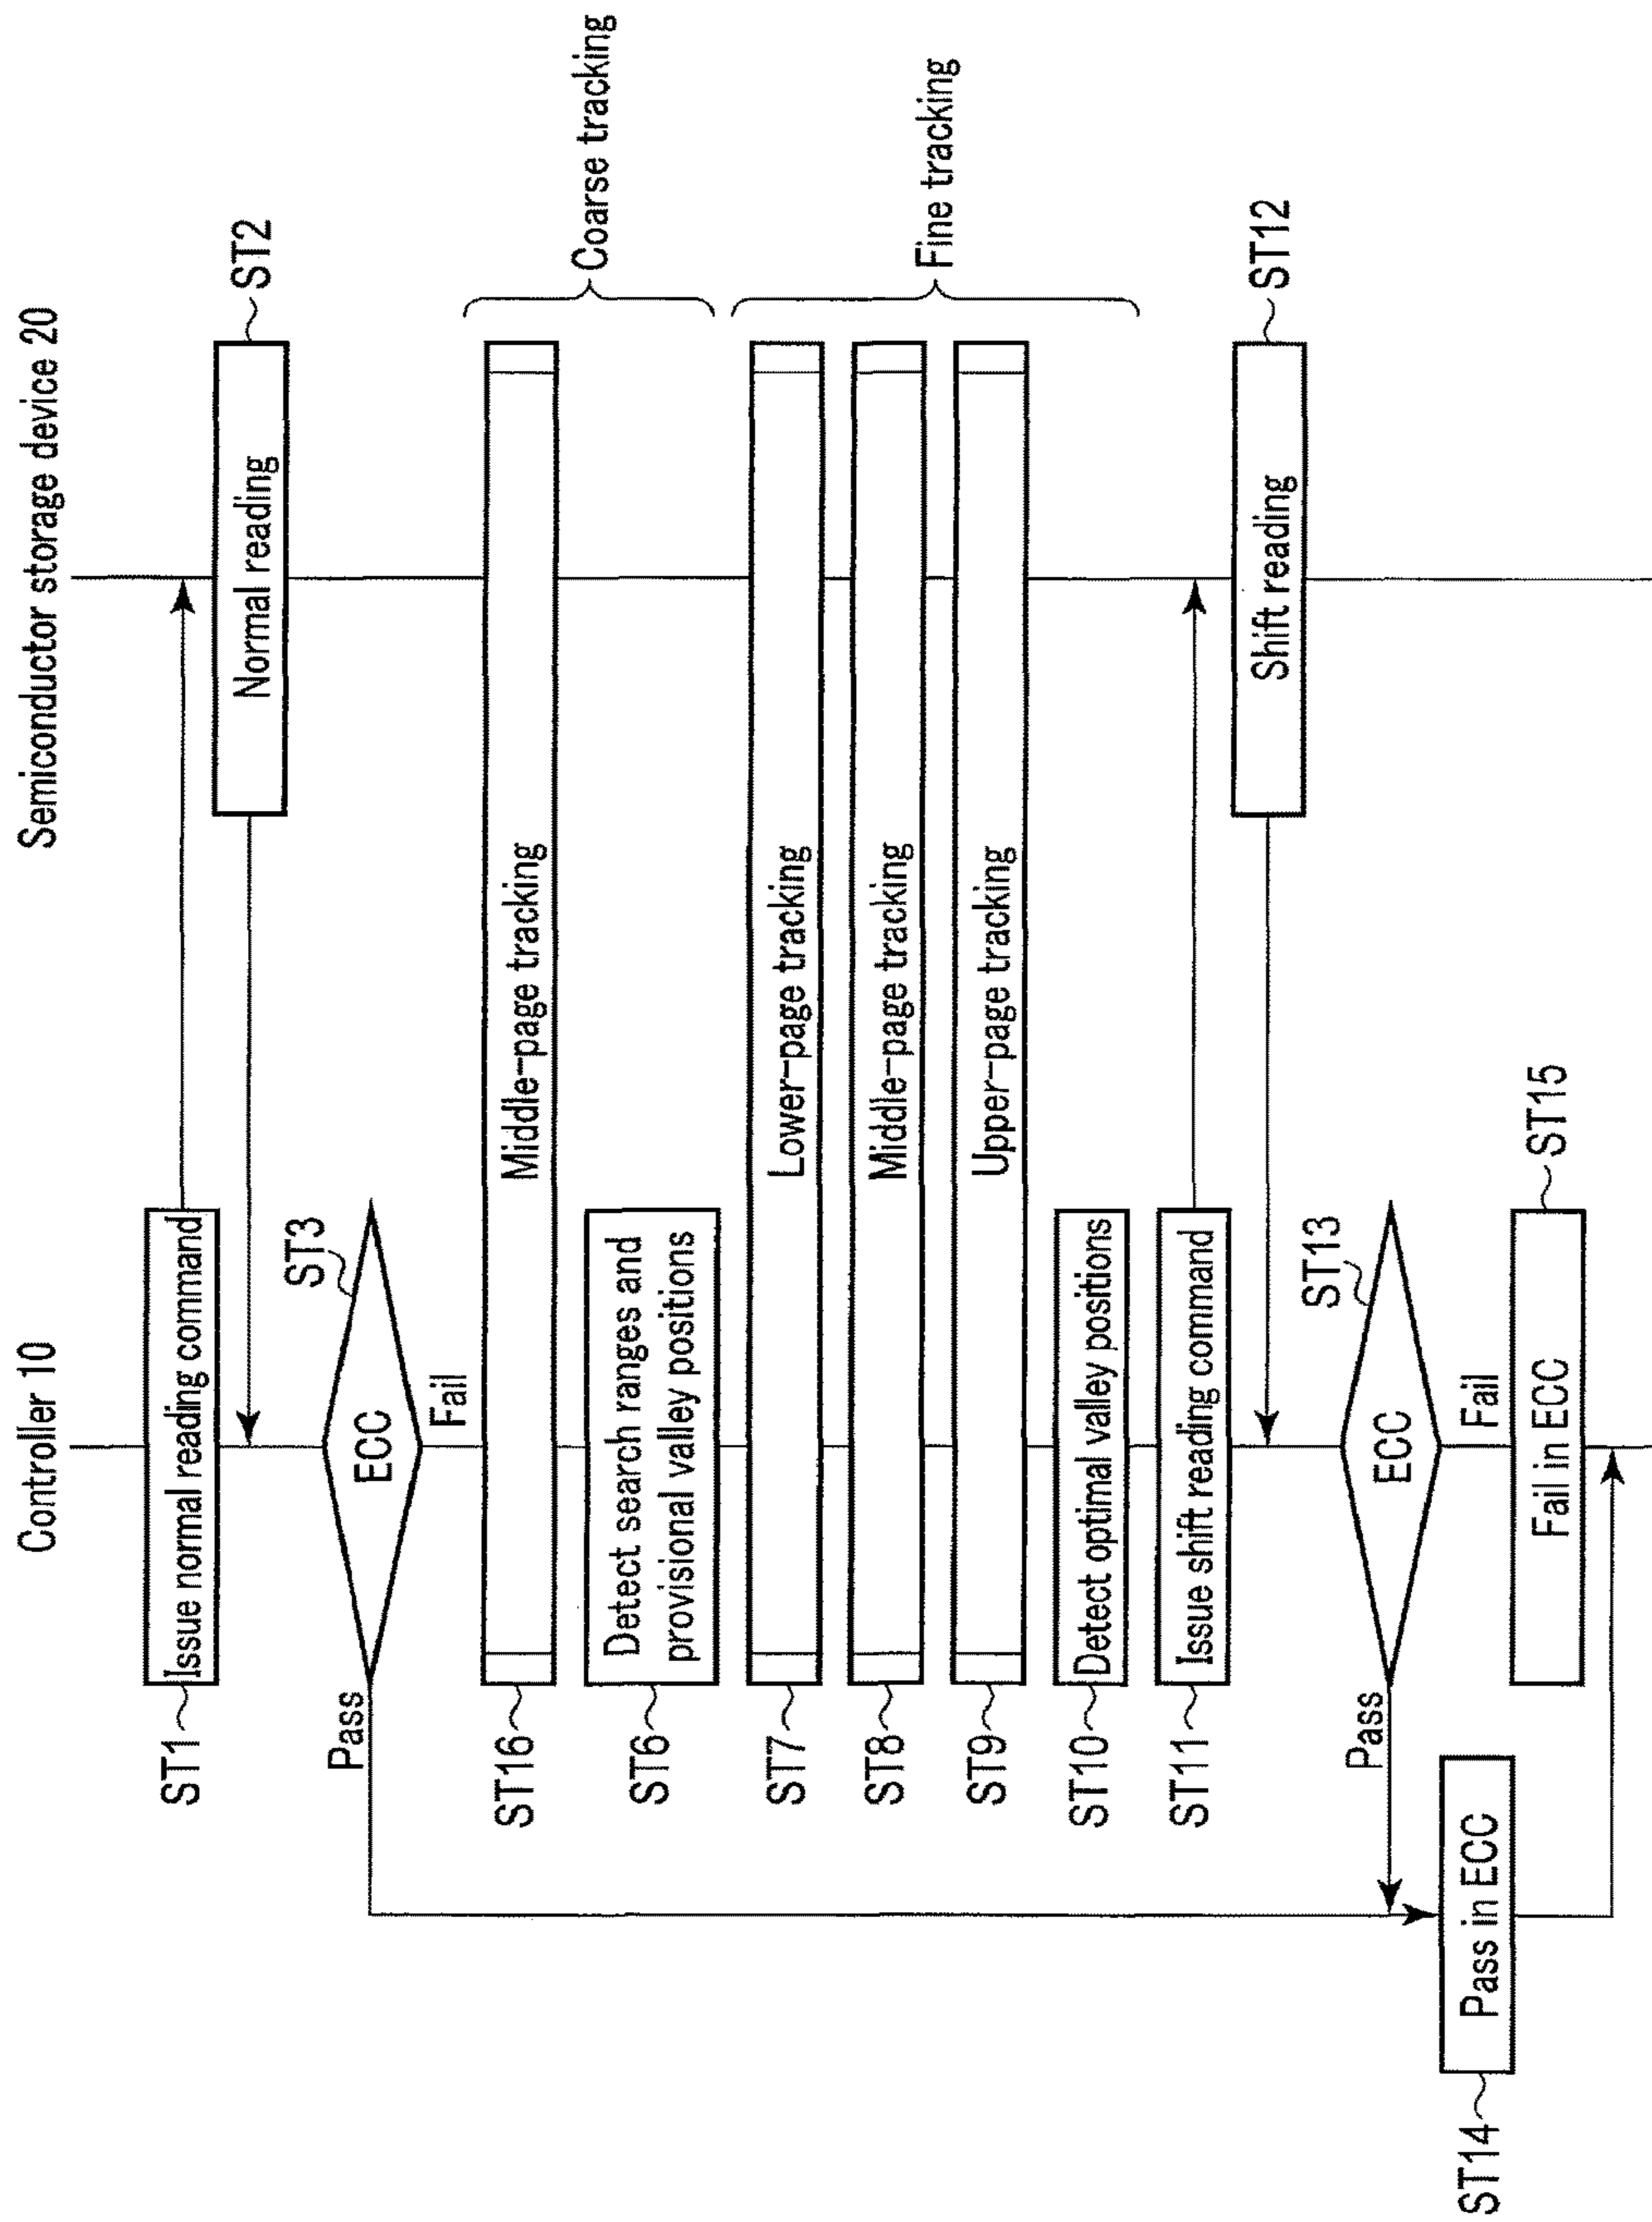 Controller 10
Semiconductor storage device 20
ST1
Issue normal reading command
Normal reading
ST2
ST3
ECC
Pass
Fail
ST16
Middle-page tracking
Coarse tracking
ST6
Detect search ranges and
provisional valley positions
ST7
Lower-page tracking
ST8
Middle-page tracking
Fine tracking
ST9
Upper-page tracking
ST10
Detect optimal valley positions
ST11
Issue shift reading command
Shift reading
ST12
ST13
ECC
Pass
Fail
ST14
Pass in ECC
Fail in ECC
ST15